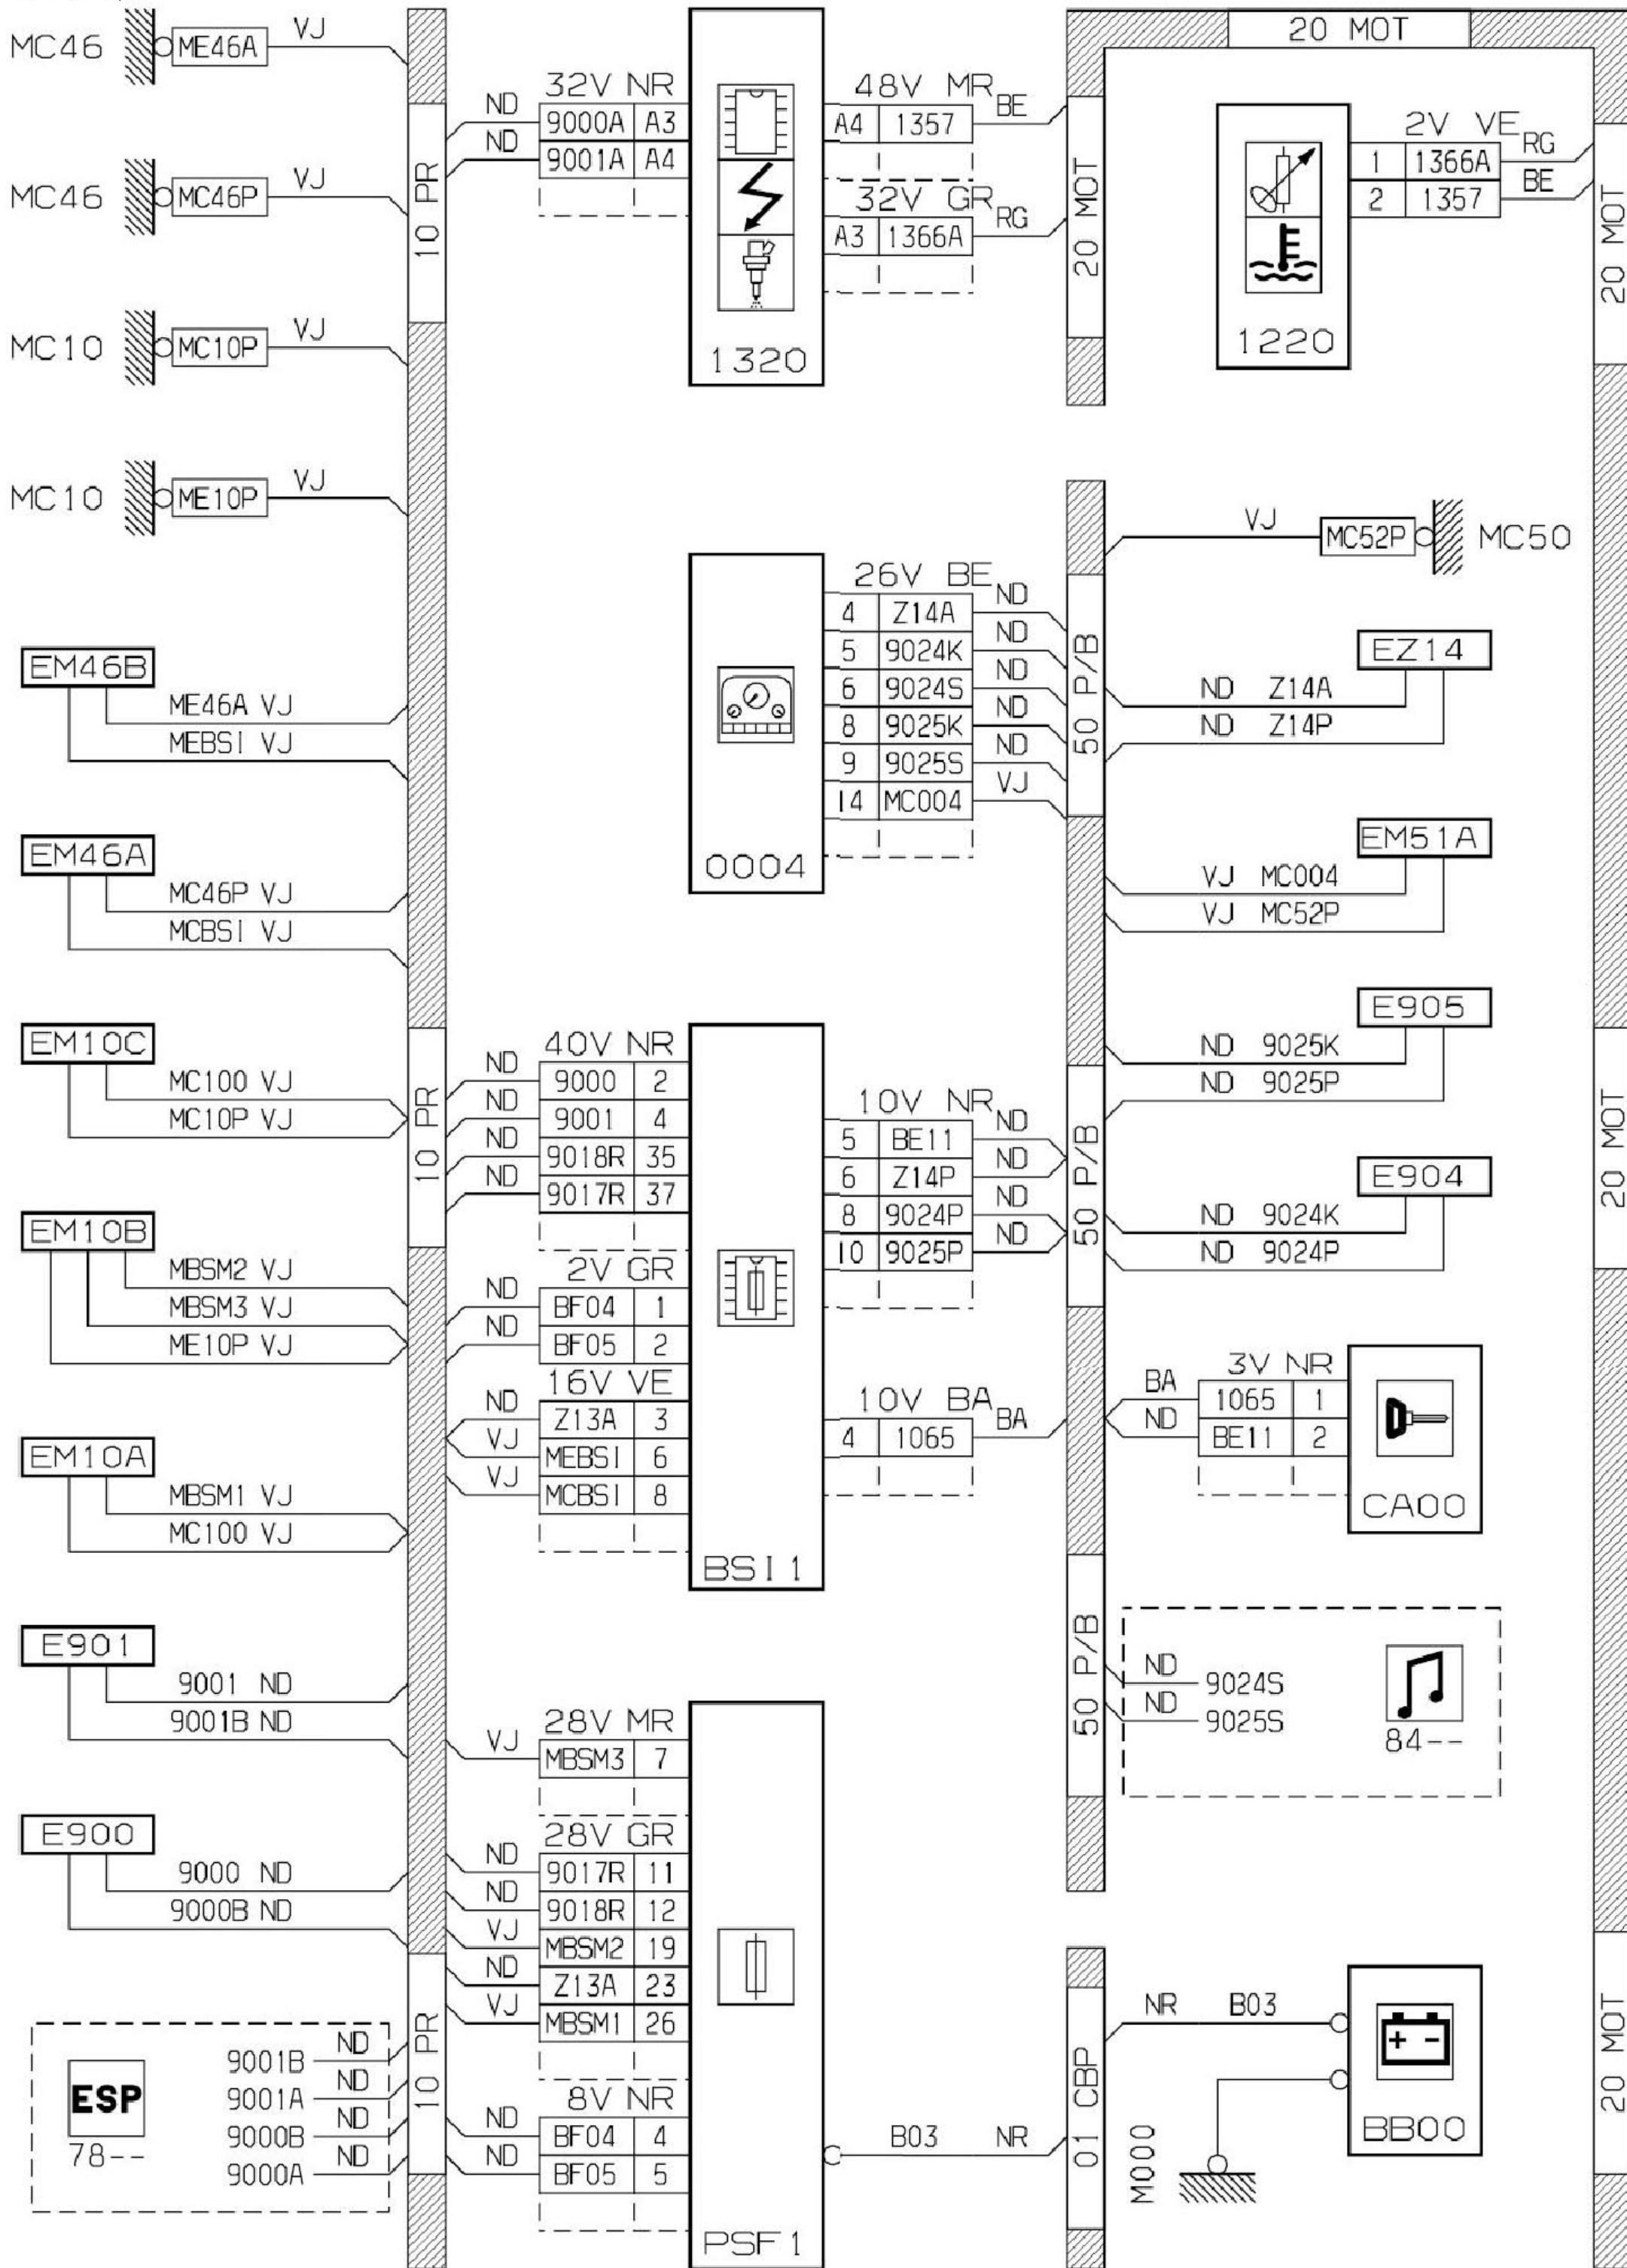 MC46
ME46A
VJ
MC46
MC46P
VJ
MC10
MC10P
VJ
MC10
ME10P
VJ
EM46B
ME46A VJ
MEBSI VJ
EM46A
MC46P VJ
MCBSI VJ
EM10C
MC100 VJ
MC10P VJ
EM10B
MBSM2 VJ
MBSM3 VJ
ME10P VJ
EM10A
MBSM1 VJ
MC100 VJ
E901
9001 ND
9001B ND
E900
9000 ND
9000B ND
ESP
78--
9001B ND
9001A ND
9000B ND
9000A ND
10 PR
10 PR
10 PR
32V NR
ND 9000A A3
ND 9001A A4
1320
48V MR
A4 1357 BE
32V GR
A3 1366A RG
0004
26V BE
4 Z14A ND
5 9024K ND
6 9024S ND
8 9025K ND
9 9025S ND
14 MC004 VJ
40V NR
ND 9000 2
ND 9001 4
ND 9018R 35
ND 9017R 37
2V GR
ND BF04 1
ND BF05 2
16V VE
ND Z13A 3
VJ MEBSI 6
VJ MCBSI 8
BSI1
10V NR
5 BE11 ND
6 Z14P ND
8 9024P ND
10 9025P ND
10V BA
4 1065 BA
28V MR
VJ MBSM3 7
28V GR
ND 9017R 11
ND 9018R 12
VJ MBSM2 19
ND Z13A 23
VJ MBSM1 26
8V NR
ND BF04 4
ND BF05 5
PSF1
B03 NR
20 MOT
20 MOT
50 P/B
50 P/B
50 P/B
01 CBP
1220
2V VE
1 1366A RG
2 1357 BE
VJ
MC52P
MC50
EZ14
ND Z14A
ND Z14P
EM51A
VJ MC004
VJ MC52P
E905
ND 9025K
ND 9025P
E904
ND 9024K
ND 9024P
3V NR
BA 1065 1
ND BE11 2
CA00
ND 9024S
ND 9025S
84--
NR B03
BB00
M000
20 MOT
20 MOT
20 MOT